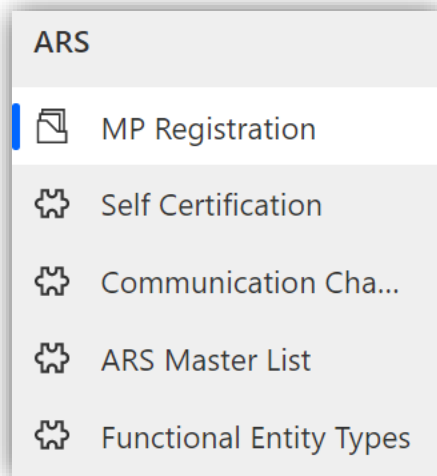 ARS
MP Registration
Self Certification
Communication Cha...
ARS Master List
Functional Entity Types